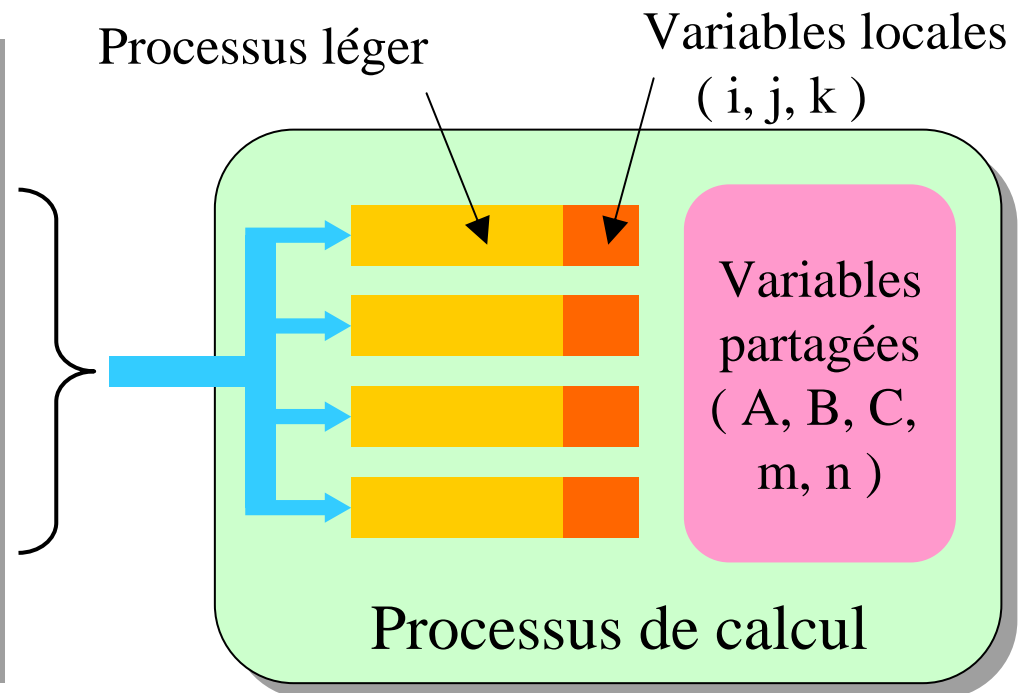 Processus léger
Variables locales
( i, j, k )
Variables
partagées
( A, B, C,
m, n )
Processus de calcul